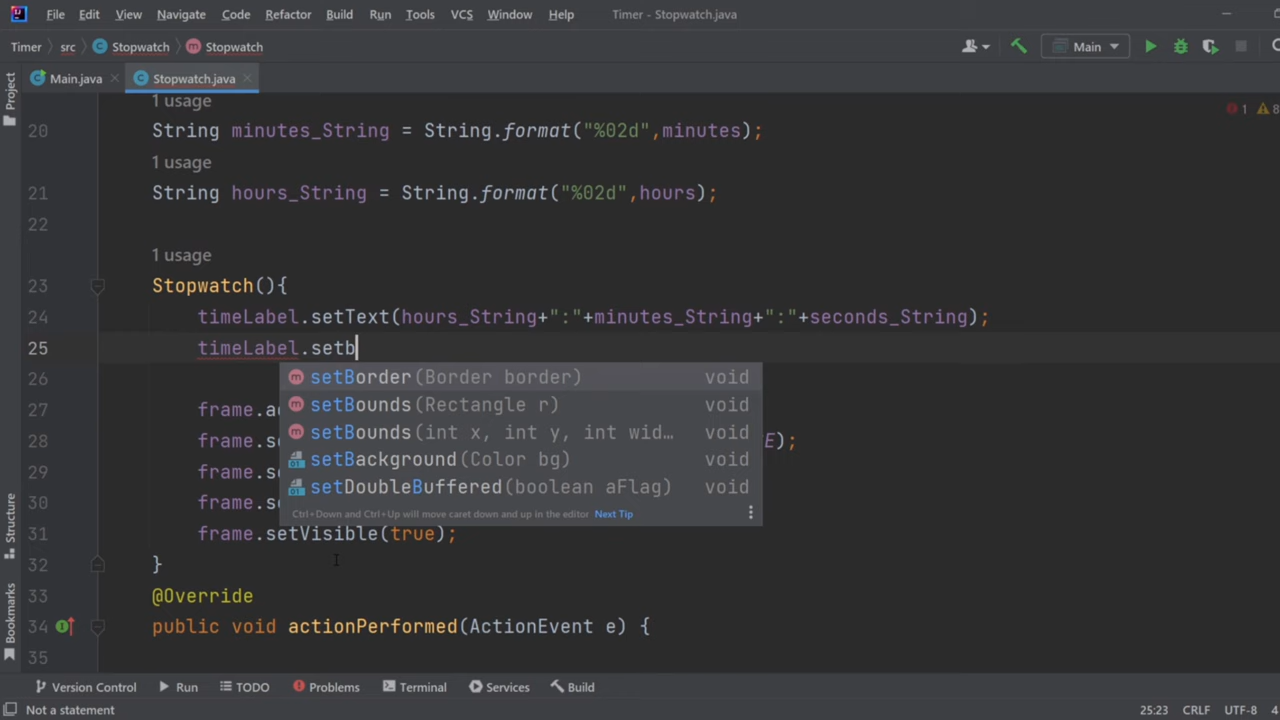 File Edit View Navigate Code Refactor Build Run Tools VCS Window Help Timer - Stopwatch.java
Timer src Stopwatch Stopwatch Main
Project Main.java Stopwatch.java
1 usage 1 8
20 String minutes_String = String.format("%02d",minutes);
1 usage
21 String hours_String = String.format("%02d",hours);
22
1 usage
23 Stopwatch(){
24 timeLabel.setText(hours_String+":"+minutes_String+":"+seconds_String);
25 timeLabel.setb
26 setBorder(Border border) void
27 frame.a setBounds(Rectangle r) void
28 frame.s setBounds(int x, int y, int wid… void E);
29 frame.s setBackground(Color bg) void
30 frame.s setDoubleBuffered(boolean aFlag) void
Ctrl+Down and Ctrl+Up will move caret down and up in the editor Next Tip
31 frame.setVisible(true);
32 }
33 @Override
34 public void actionPerformed(ActionEvent e) {
35
Structure
Bookmarks
Version Control Run TODO Problems Terminal Services Build
Not a statement 25:23 CRLF UTF-8 4